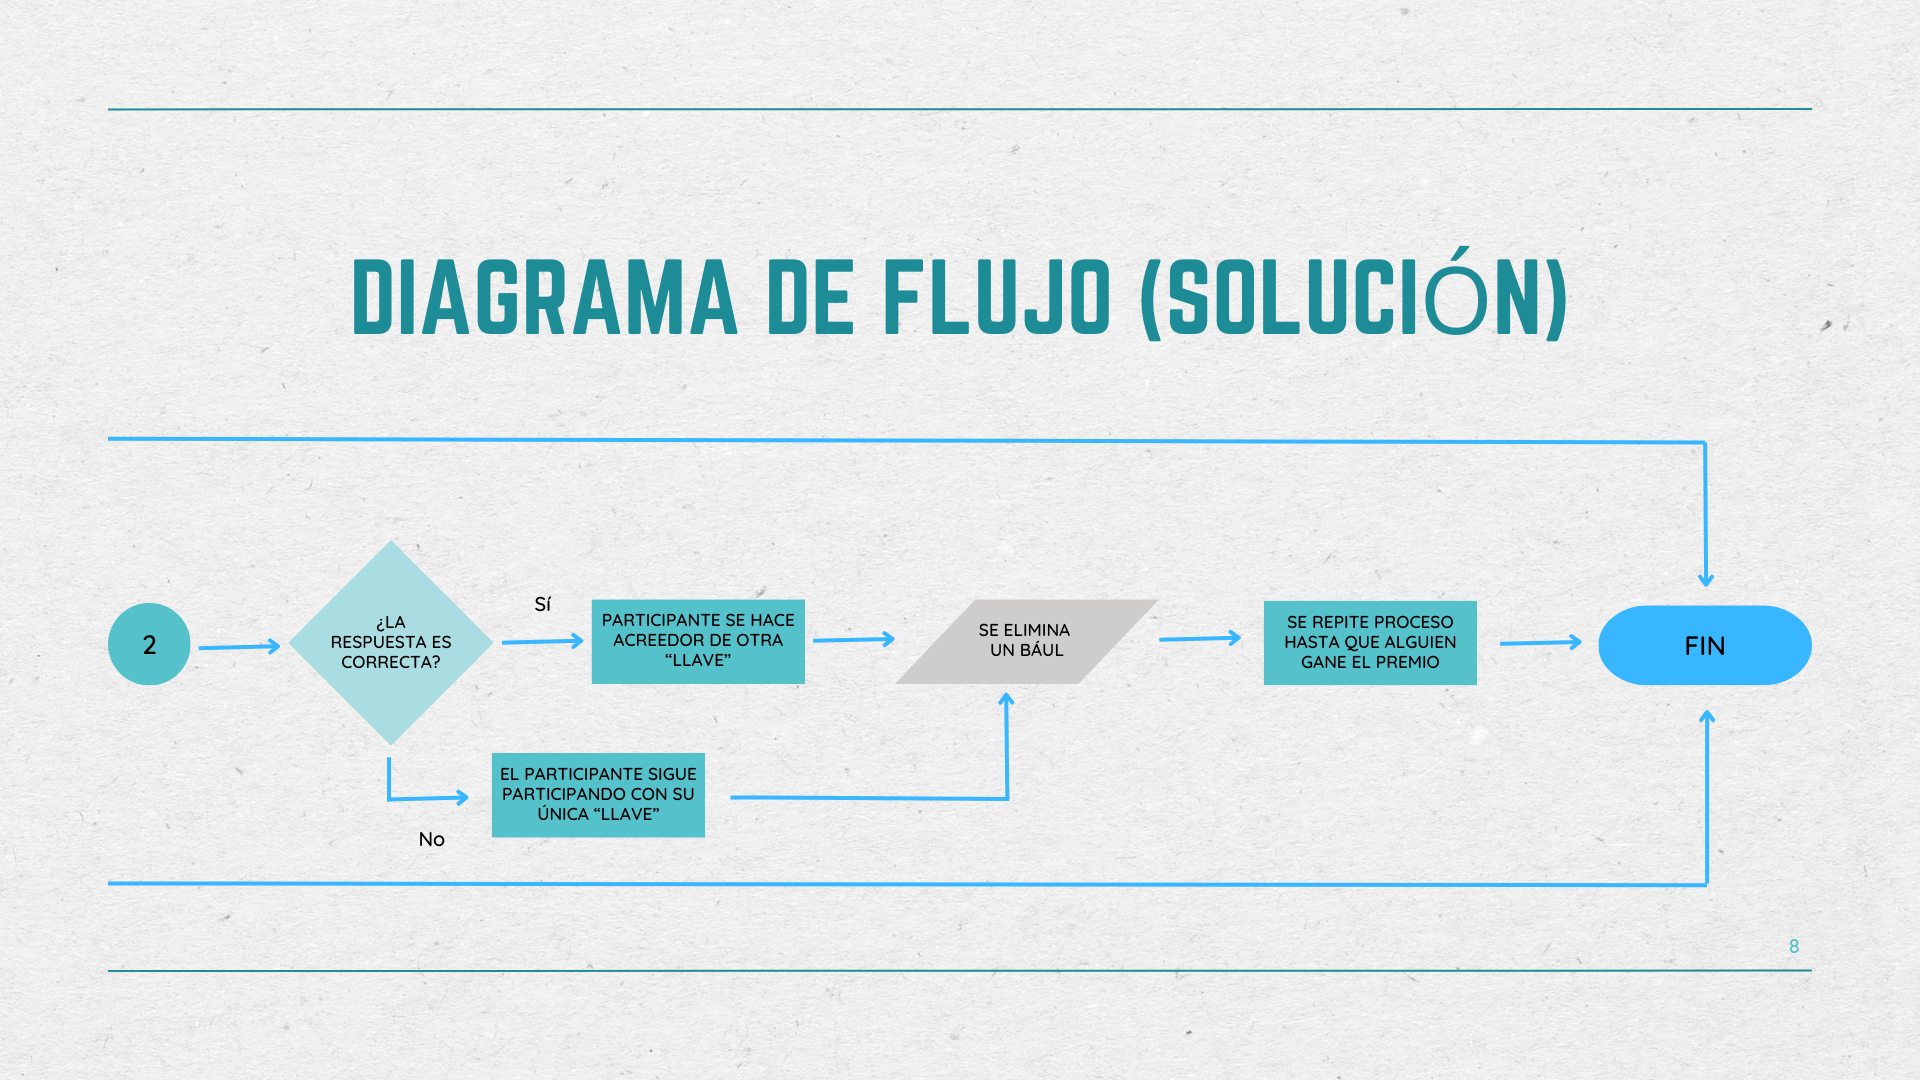 DIAGRAMA DE FLUJO (SOLUCIÓN)
2
¿LA
RESPUESTA ES
CORRECTA?
Sí
PARTICIPANTE SE HACE
ACREEDOR DE OTRA
“LLAVE”
SE ELIMINA
UN BÁUL
SE REPITE PROCESO
HASTA QUE ALGUIEN
GANE EL PREMIO
FIN
No
EL PARTICIPANTE SIGUE
PARTICIPANDO CON SU
ÚNICA “LLAVE”
8